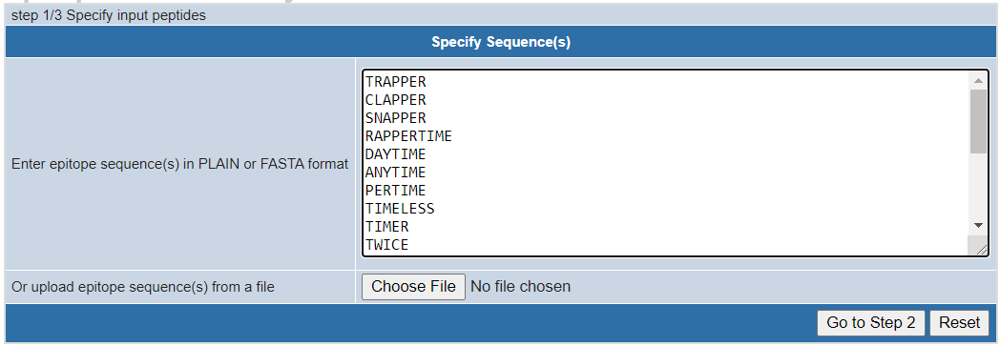 step 1/3 Specify input peptides
Specify Sequence(s)
Enter epitope sequence(s) in PLAIN or FASTA format
TRAPPER
CLAPPER
SNAPPER
RAPPERTIME
DAYTIME
ANYTIME
PERTIME
TIMELESS
TIMER
TWICE
Or upload epitope sequence(s) from a file
Choose File No file chosen
Go to Step 2 Reset